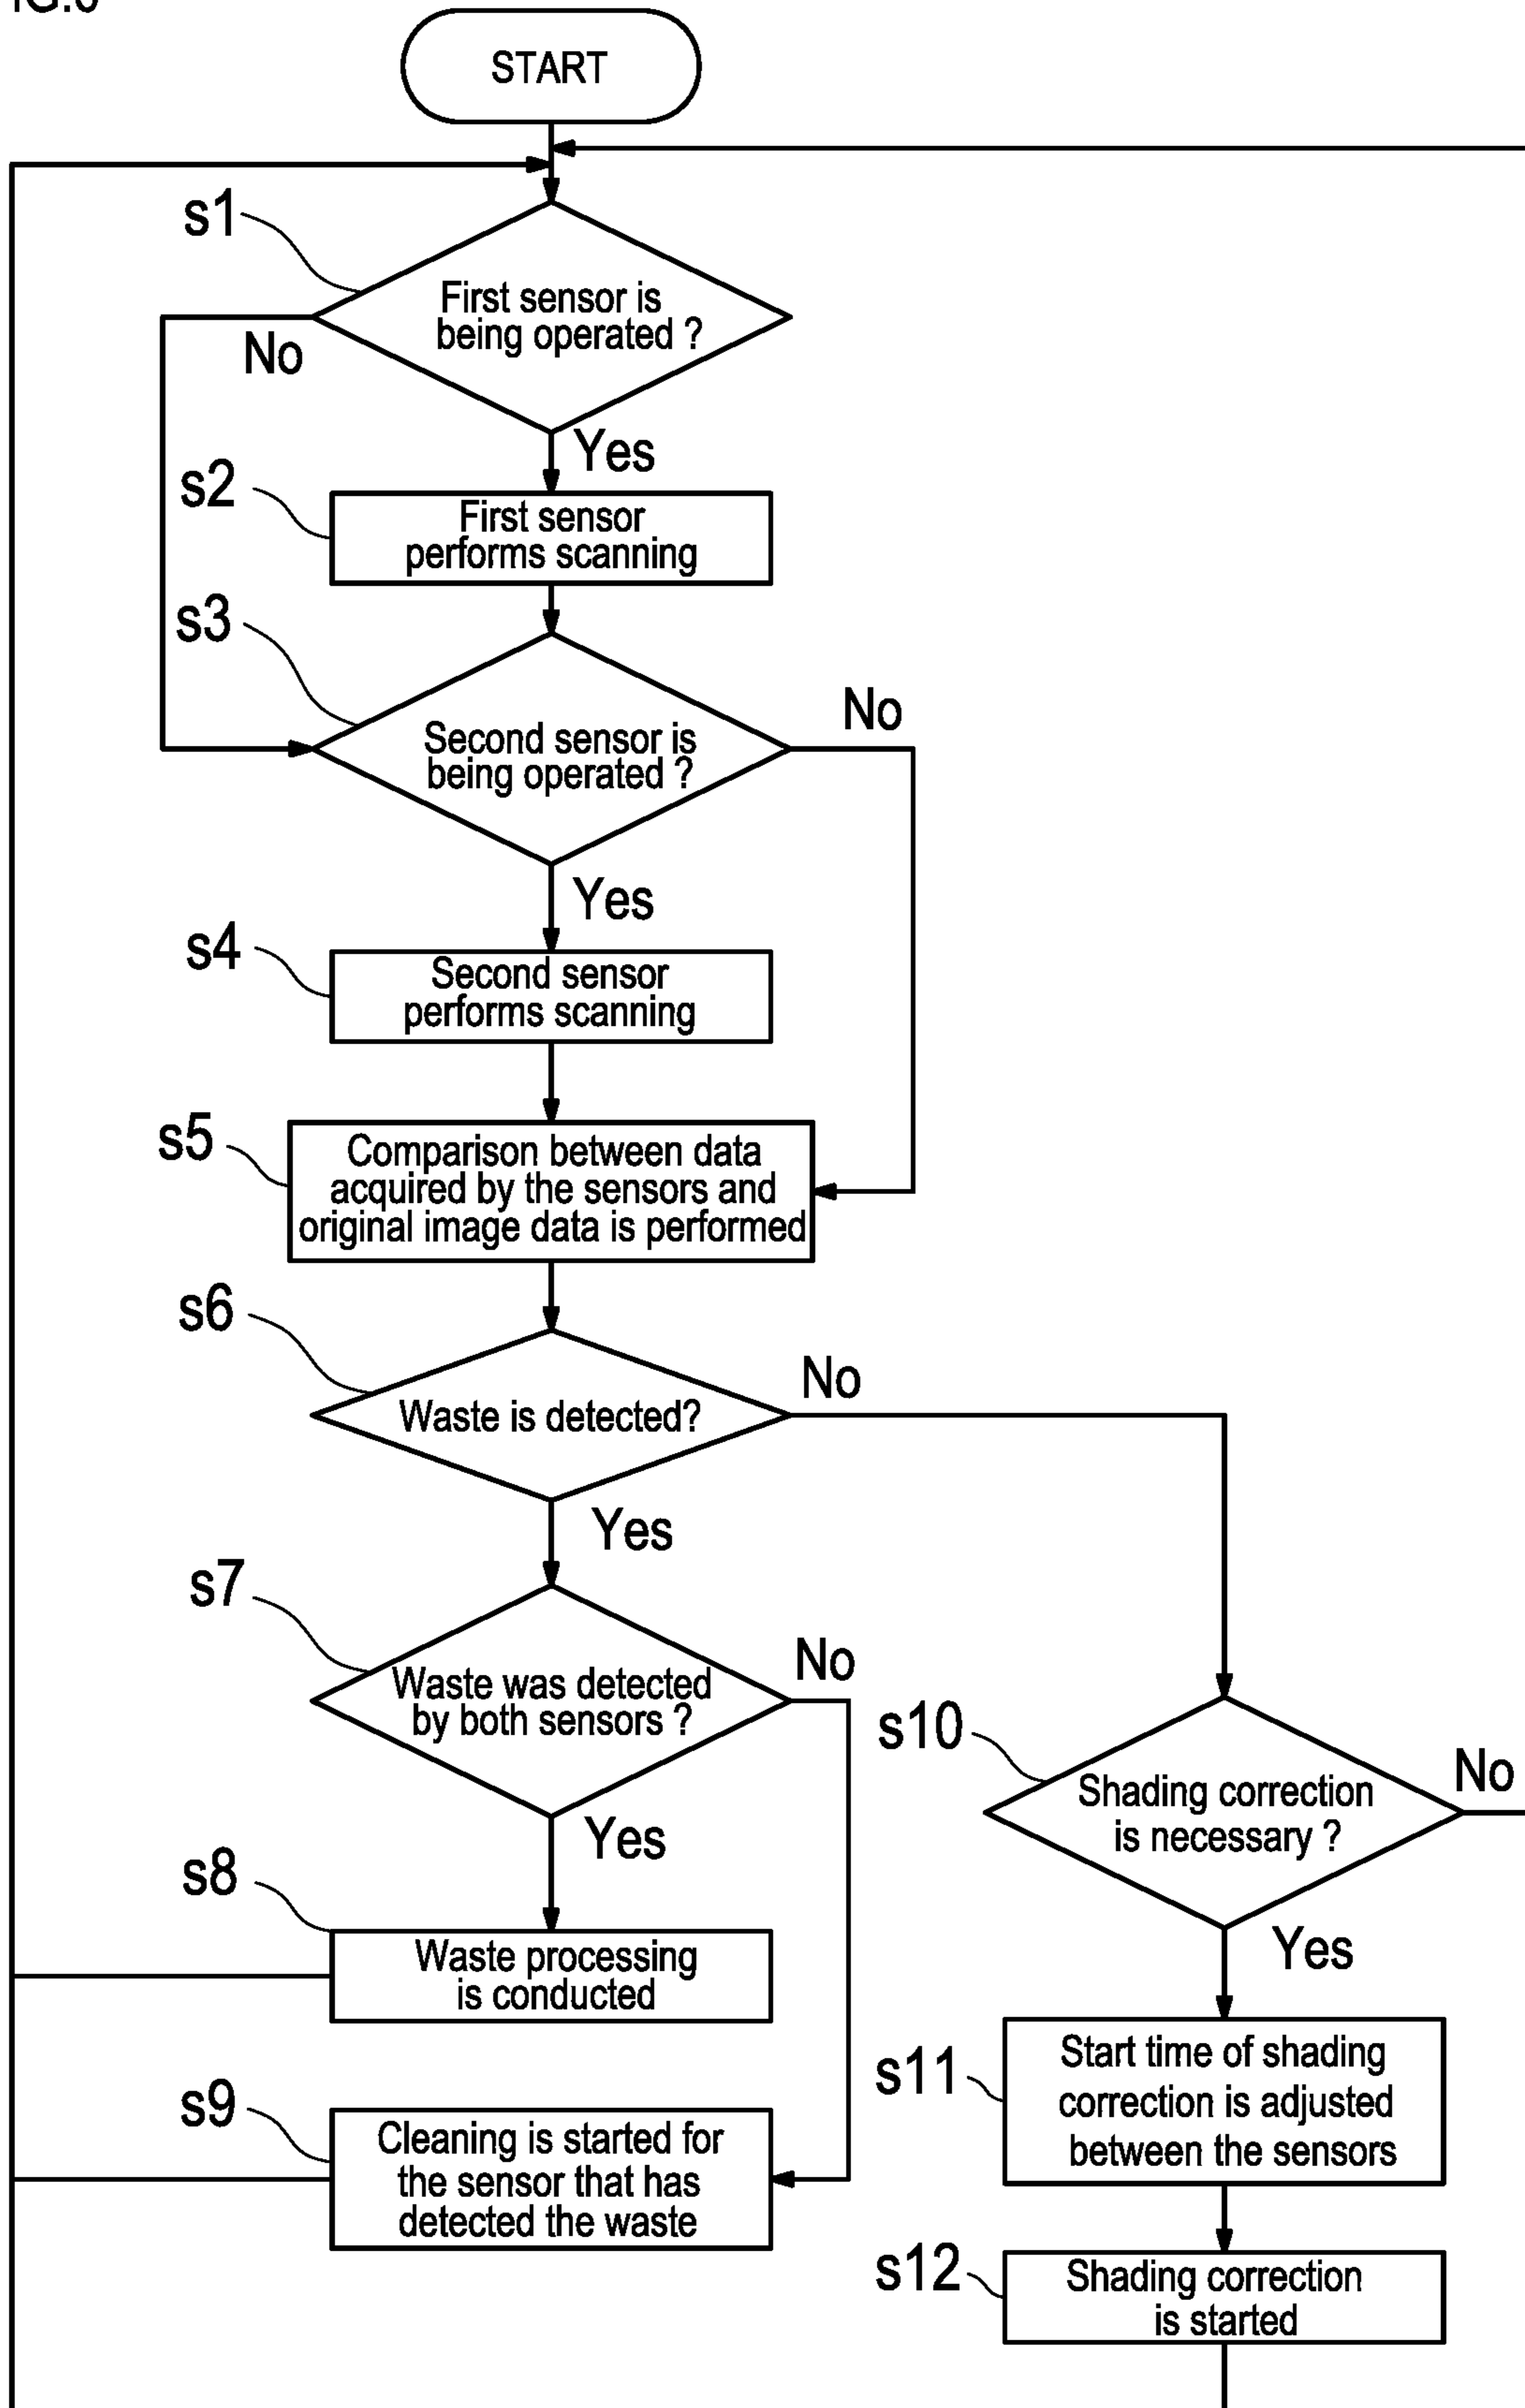 START
s1
First sensor is
being operated ?
No
Yes
s2
First sensor
performs scanning
s3
Second sensor is
being operated ?
No
Yes
s4
Second sensor
performs scanning
s5
Comparison between data
acquired by the sensors and
original image data is performed
s6
Waste is detected?
No
Yes
s7
Waste was detected
by both sensors ?
No
Yes
s8
Waste processing
is conducted
s9
Cleaning is started for
the sensor that has
detected the waste
s10
Shading correction
is necessary ?
No
Yes
s11
Start time of shading
correction is adjusted
between the sensors
s12
Shading correction
is started